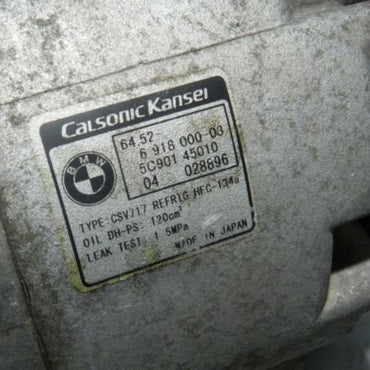 Calsonic Kansei
BMW
64.52-
6 918 000 03
5C901 45010
04 028896
TYPE: CSV717 REFRIG HFC-134a
OIL DH-PS: 120cm³
LEAK TEST: 1.5MPa
MADE IN JAPAN